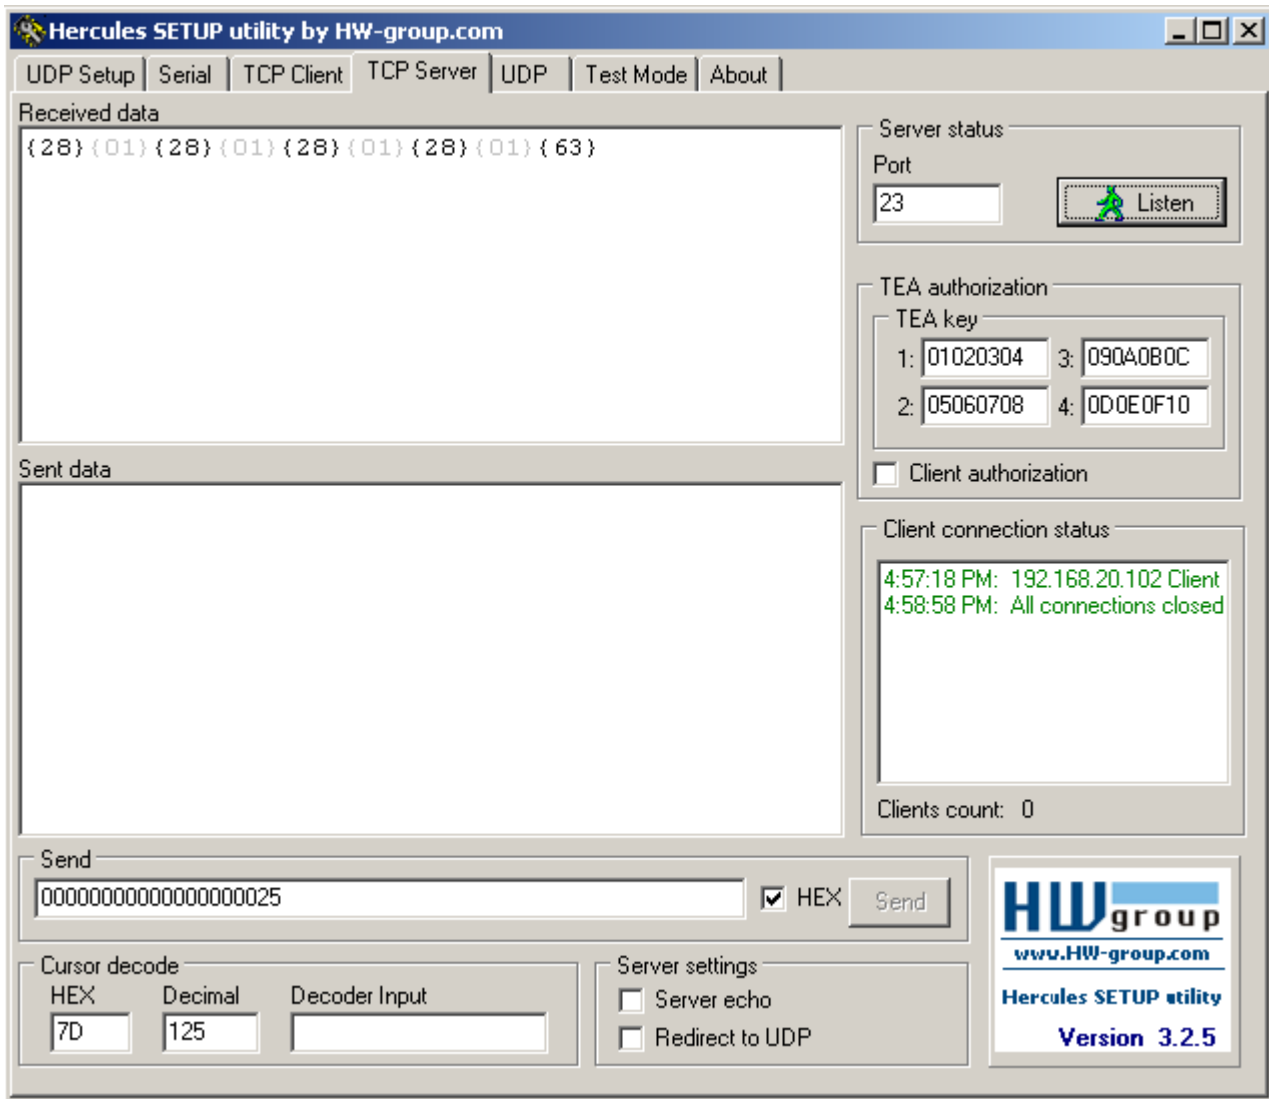 Hercules SETUP utility by HW-group.com
UDP Setup Serial TCP Client TCP Server UDP Test Mode About
Received data
{28}{01}{28}{01}{28}{01}{28}{01}{63}
Server status
Port
23
Listen
TEA authorization
TEA key
1: 01020304 3: 090A0B0C
2: 05060708 4: 0D0E0F10
Client authorization
Sent data
Client connection status
4:57:18 PM: 192.168.20.102 Client
4:58:58 PM: All connections closed
Clients count: 0
Send
00000000000000000025
HEX
Send
Cursor decode
HEX Decimal Decoder Input
7D 125
Server settings
Server echo
Redirect to UDP
HW group
www.HW-group.com
Hercules SETUP utility
Version 3.2.5